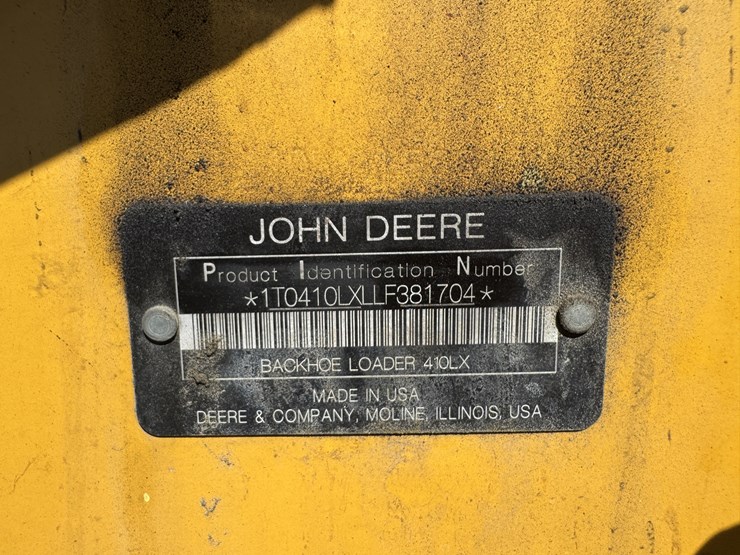 JOHN DEERE
Product Identification Number
*1T0410LXLLF381704*
BACKHOE LOADER 410LX
MADE IN USA
DEERE & COMPANY, MOLINE, ILLINOIS, USA